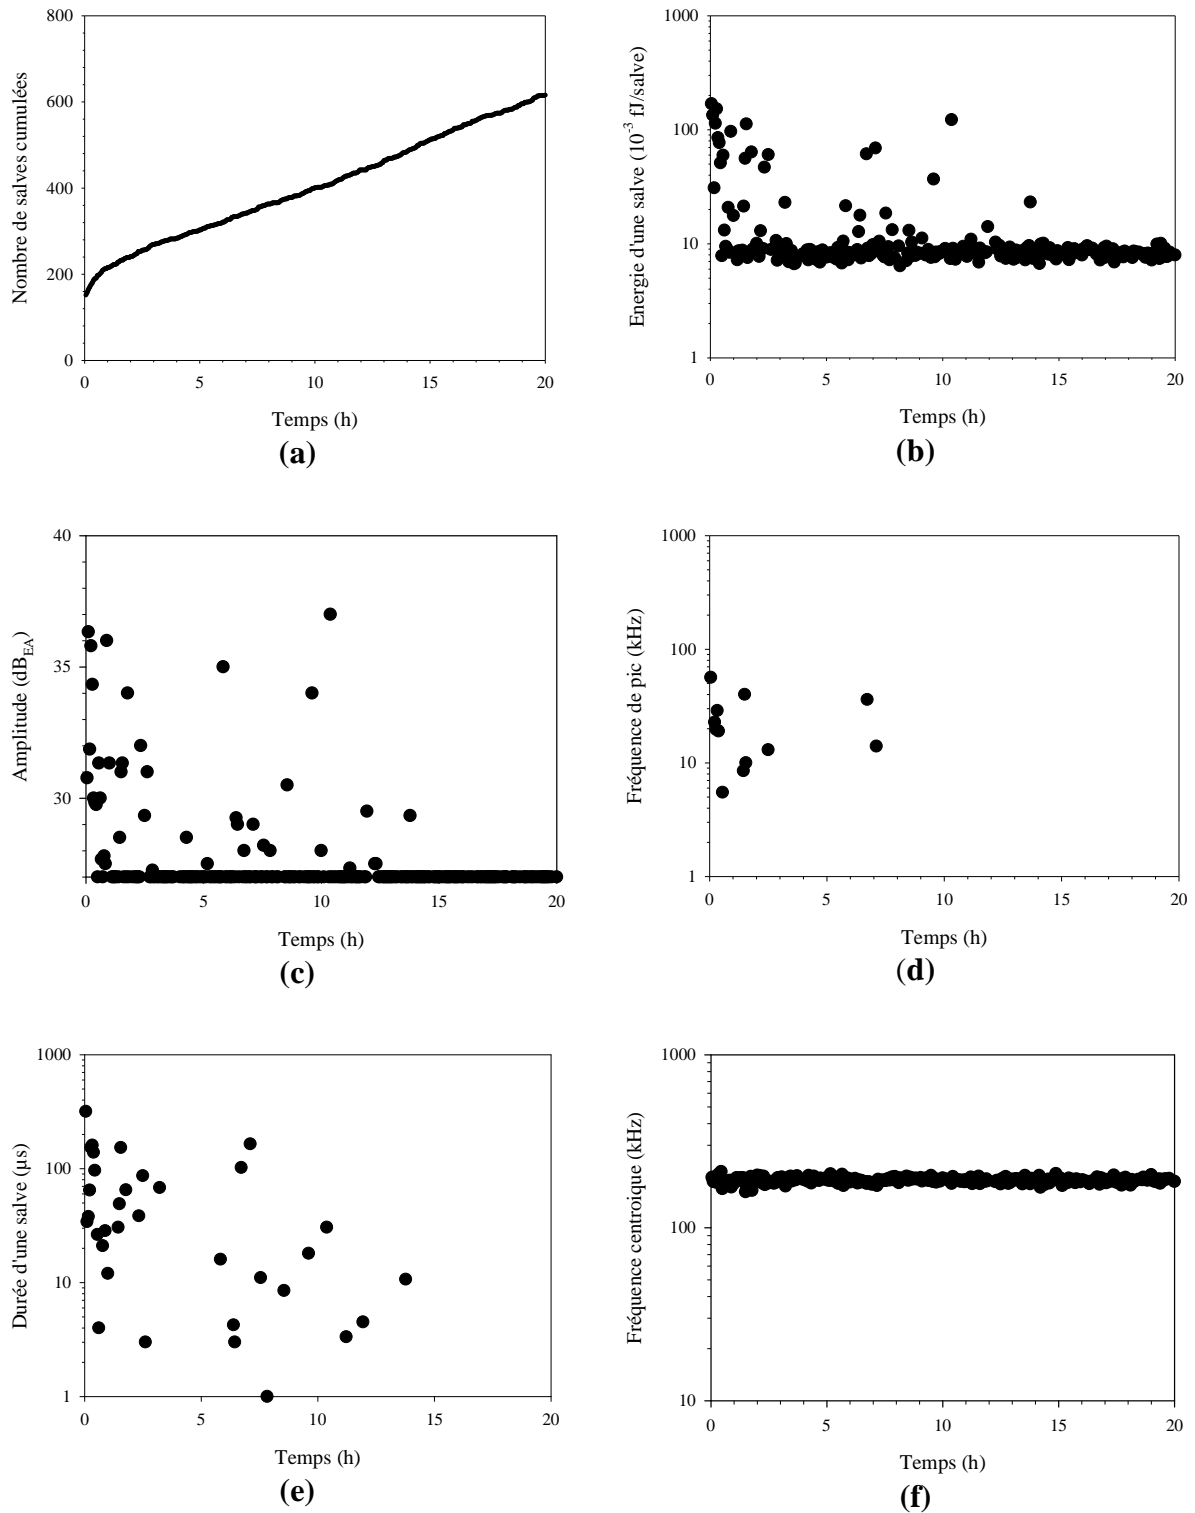 800
600
400
200
0
Nombre de salves cumulées
0 5 10 15 20
Temps (h)
(a)
1000
100
10
1
Energie d'une salve (10⁻³ fJ/salve)
0 5 10 15 20
Temps (h)
(b)
40
35
30
Amplitude (dB_EA)
0 5 10 15 20
Temps (h)
(c)
1000
100
10
1
Fréquence de pic (kHz)
0 5 10 15 20
Temps (h)
(d)
1000
100
10
1
Durée d'une salve (µs)
0 5 10 15 20
Temps (h)
(e)
1000
100
10
Fréquence centroique (kHz)
0 5 10 15 20
Temps (h)
(f)